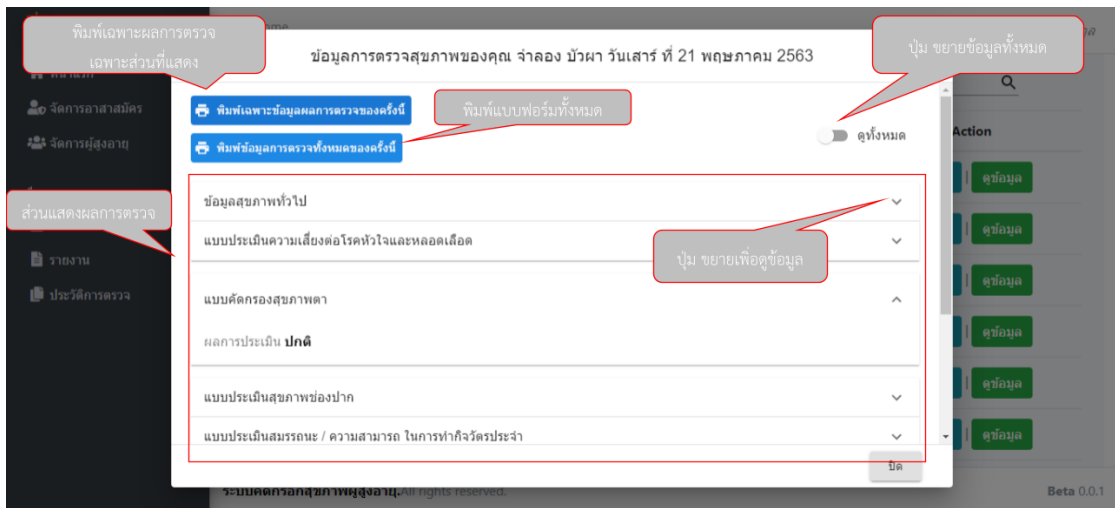 พิมพ์เฉพาะผลการตรวจ
เฉพาะส่วนที่แสดง
ข้อมูลการตรวจสุขภาพของคุณ จำลอง บัวผา วันเสาร์ ที่ 21 พฤษภาคม 2563
ปุ่ม ขยายข้อมูลทั้งหมด
จัดการอาสาสมัคร
จัดการผู้สูงอายุ
พิมพ์เฉพาะข้อมูลผลการตรวจของครั้งนี้
พิมพ์แบบฟอร์มทั้งหมด
พิมพ์ข้อมูลการตรวจทั้งหมดของครั้งนี้
ดูทั้งหมด
Action
ส่วนแสดงผลการตรวจ
ข้อมูลสุขภาพทั่วไป
| ดูข้อมูล
แบบประเมินความเสี่ยงต่อโรคหัวใจและหลอดเลือด
| ดูข้อมูล
ปุ่ม ขยายเพื่อดูข้อมูล
รายงาน
| ดูข้อมูล
ประวัติการตรวจ
แบบคัดกรองสุขภาพตา
ผลการประเมิน ปกติ
| ดูข้อมูล
แบบประเมินสุขภาพช่องปาก
| ดูข้อมูล
แบบประเมินสมรรถนะ / ความสามารถ ในการทำกิจวัตรประจำ
| ดูข้อมูล
ปิด
ระบบคัดกรอกสุขภาพผู้สูงอายุ.All rights reserved.
Beta 0.0.1